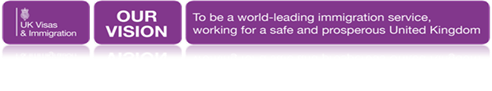 UK Visas
& Immigration
OUR
VISION
To be a world-leading immigration service,
working for a safe and prosperous United Kingdom